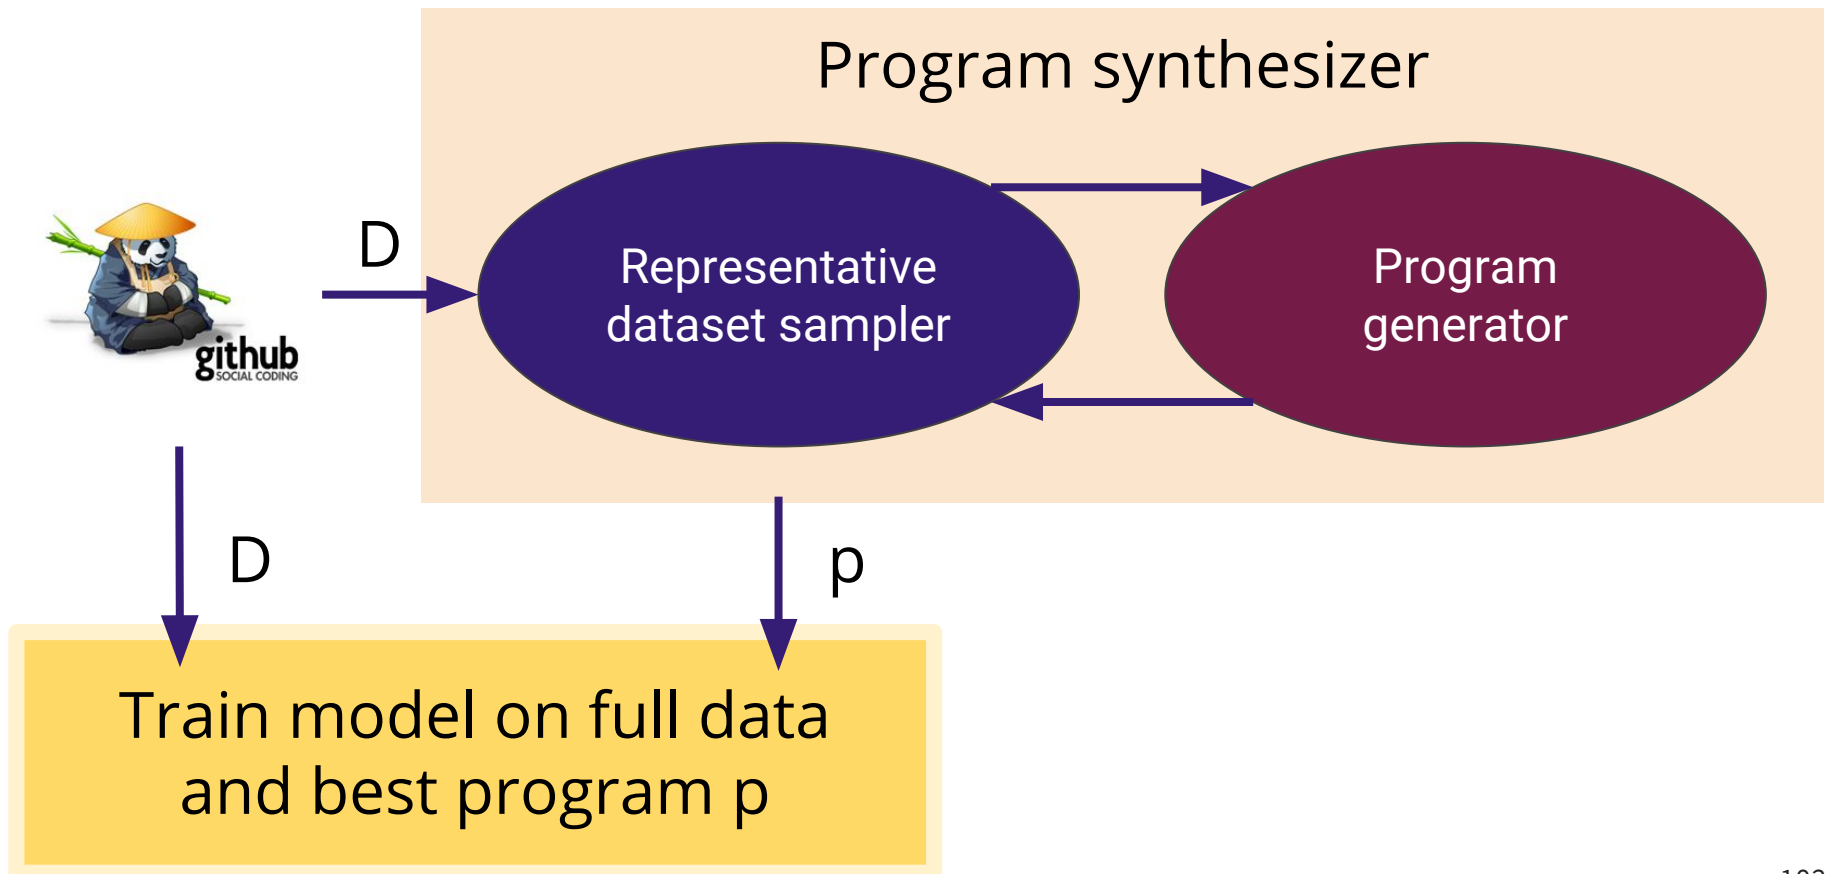 Program synthesizer
D
Representative
dataset sampler
Program
generator
github
SOCIAL CODING
D
p
Train model on full data
and best program p